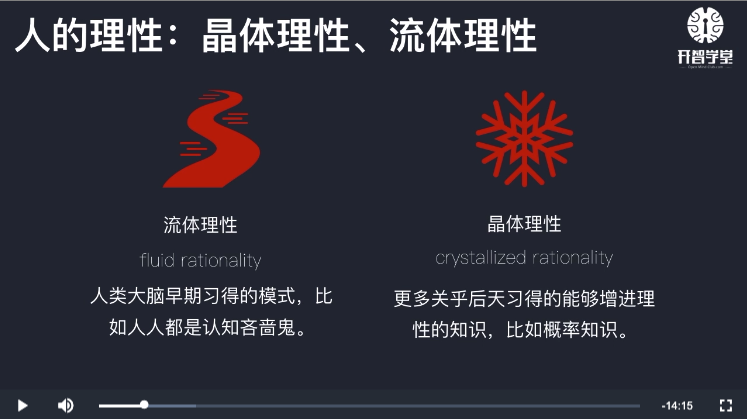 人的理性：晶体理性、流体理性
开智学堂
流体理性
fluid rationality
人类大脑早期习得的模式，比
如人人都是认知吝啬鬼。
晶体理性
crystallized rationality
更多关乎后天习得的能够增进理
性的知识，比如概率知识。
-14:15